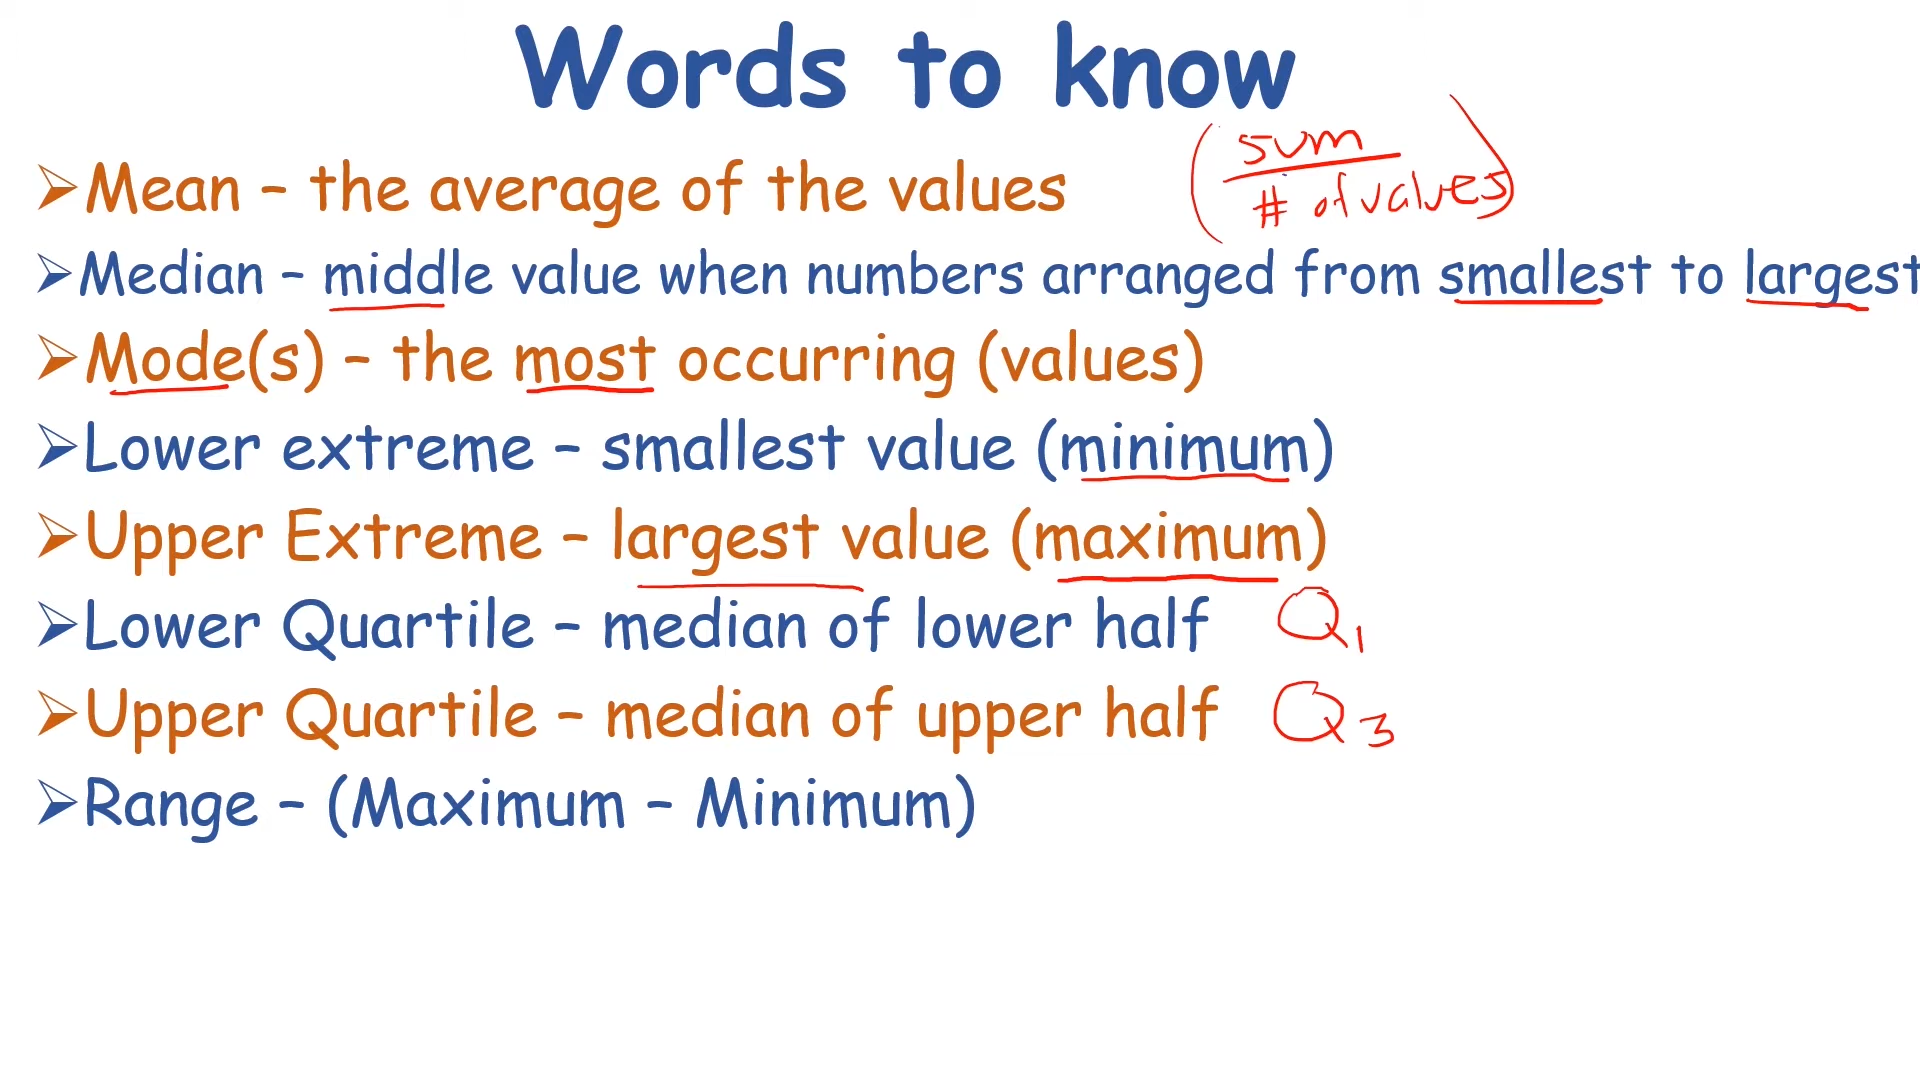 Words to know
Mean – the average of the values
(sum
# of values)
Median – middle value when numbers arranged from smallest to largest
Mode(s) – the most occurring (values)
Lower extreme – smallest value (minimum)
Upper Extreme – largest value (maximum)
Lower Quartile – median of lower half Q1
Upper Quartile – median of upper half Q3
Range – (Maximum – Minimum)